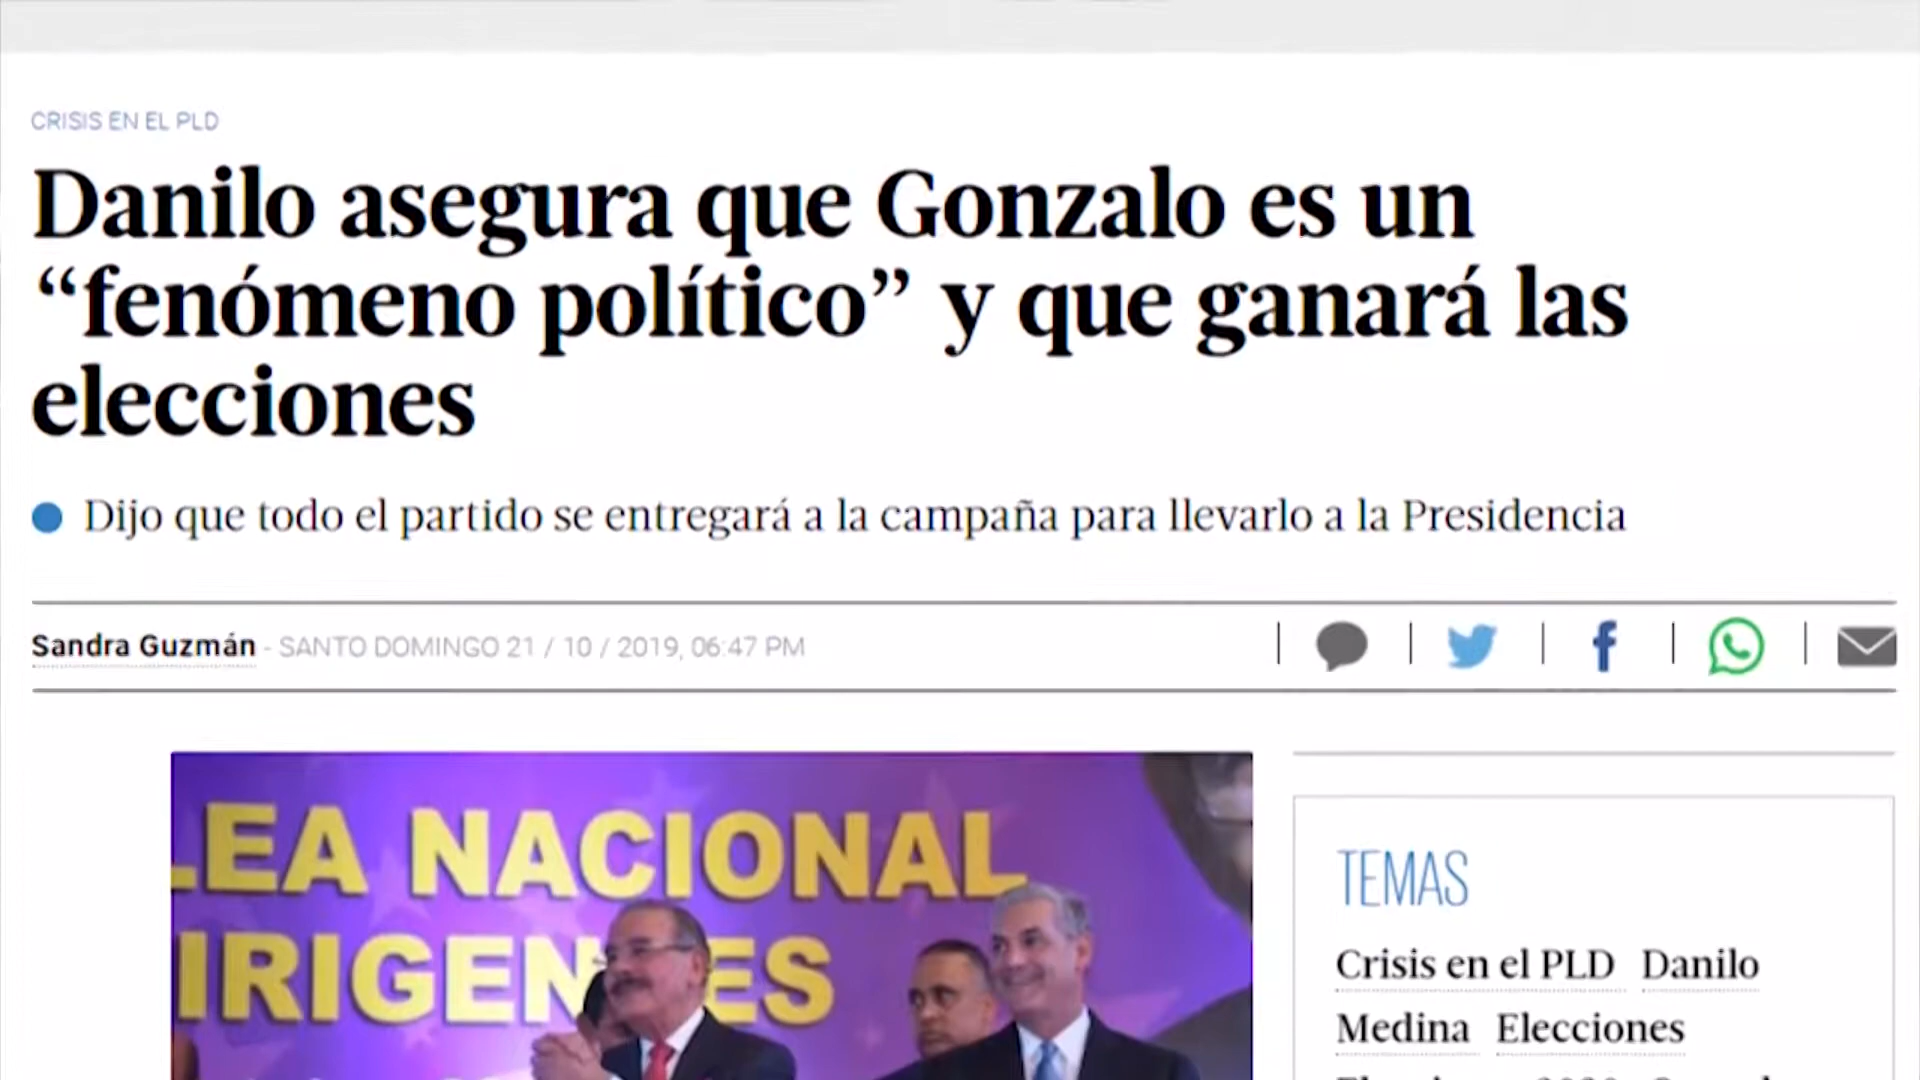 CRISIS EN EL PLD
Danilo asegura que Gonzalo es un
“fenómeno político” y que ganará las
elecciones
Dijo que todo el partido se entregará a la campaña para llevarlo a la Presidencia
Sandra Guzmán - SANTO DOMINGO 21 / 10 / 2019, 06:47 PM
LEA NACIONAL
IRIGEN ES
TEMAS
Crisis en el PLD Danilo
Medina Elecciones